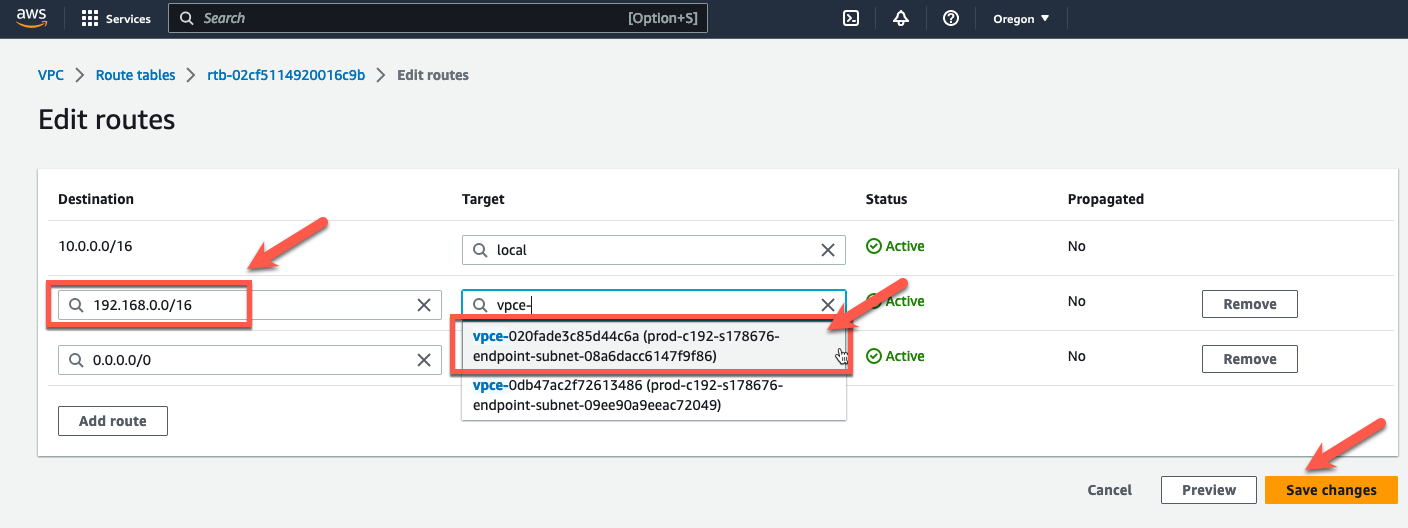 aws
Services
Search
[Option+S]
Oregon
VPC > Route tables > rtb-02cf5114920016c9b > Edit routes
Edit routes
Destination Target Status Propagated
10.0.0.0/16 local Active No
192.168.0.0/16 vpce- Active No Remove
vpce-020fade3c85d44c6a (prod-c192-s178676-
endpoint-subnet-08a6dacc6147f9f86)
0.0.0.0/0 Active No Remove
vpce-0db47ac2f72613486 (prod-c192-s178676-
endpoint-subnet-09ee90a9eeac72049)
Add route
Cancel Preview Save changes